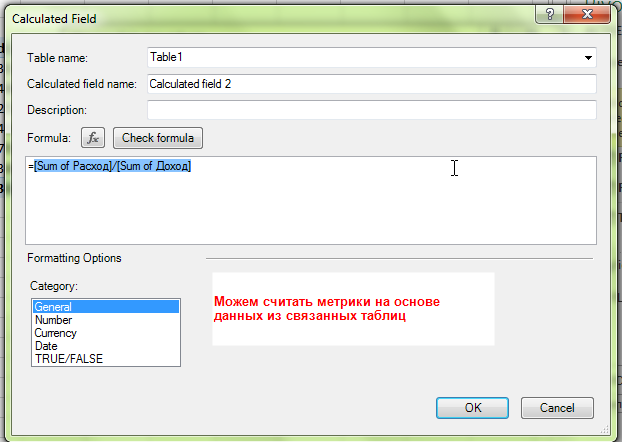 Calculated Field
Table name:
Table1
Calculated field name:
Calculated field 2
Description:
Formula:
fx
Check formula
=[Sum of Расход]/[Sum of Доход]
Formatting Options
Category:
General
Number
Currency
Date
TRUE/FALSE
Можем считать метрики на основе
данных из связанных таблиц
OK
Cancel